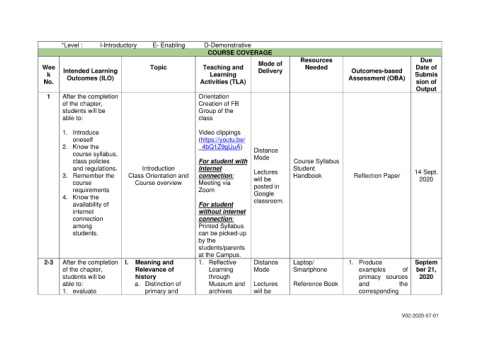 *Level : I-Introductory E- Enabling D-Demonstrative
COURSE COVERAGE
Wee
k
No.
Intended Learning
Outcomes (ILO)
Topic
Teaching and
Learning
Activities (TLA)
Mode of
Delivery
Resources
Needed
Outcomes-based
Assessment (OBA)
Due
Date of
Submis
sion of
Output
1
After the completion
of the chapter,
students will be
able to:
1. Introduce
oneself
2. Know the
course syllabus,
class policies
and regulations.
3. Remember the
course
requirements
4. Know the
availability of
internet
connection
among
students.
Introduction
Class Orientation and
Course overview
Orientation
Creation of FB
Group of the
class
Video clippings
(https://youtu.be/
_4bQ1Z9gUuA)
For student with
Internet
connection:
Meeting via
Zoom
For student
without internet
connection:
Printed Syllabus
can be picked-up
by the
students/parents
at the Campus.
Distance
Mode
Lectures
will be
posted in
Google
classroom.
Course Syllabus
Student
Handbook
Reflection Paper
14 Sept.
2020
2-3
After the completion
of the chapter,
students will be
able to:
1. evaluate
I. Meaning and
Relevance of
history
a. Distinction of
primary and
1. Reflective
Learning
through
Museum and
archives
Distance
Mode
Lectures
will be
Laptop/
Smartphone
Reference Book
1. Produce
examples of
primary sources
and the
corresponding
Septem
ber 21,
2020
V02-2020-07-01